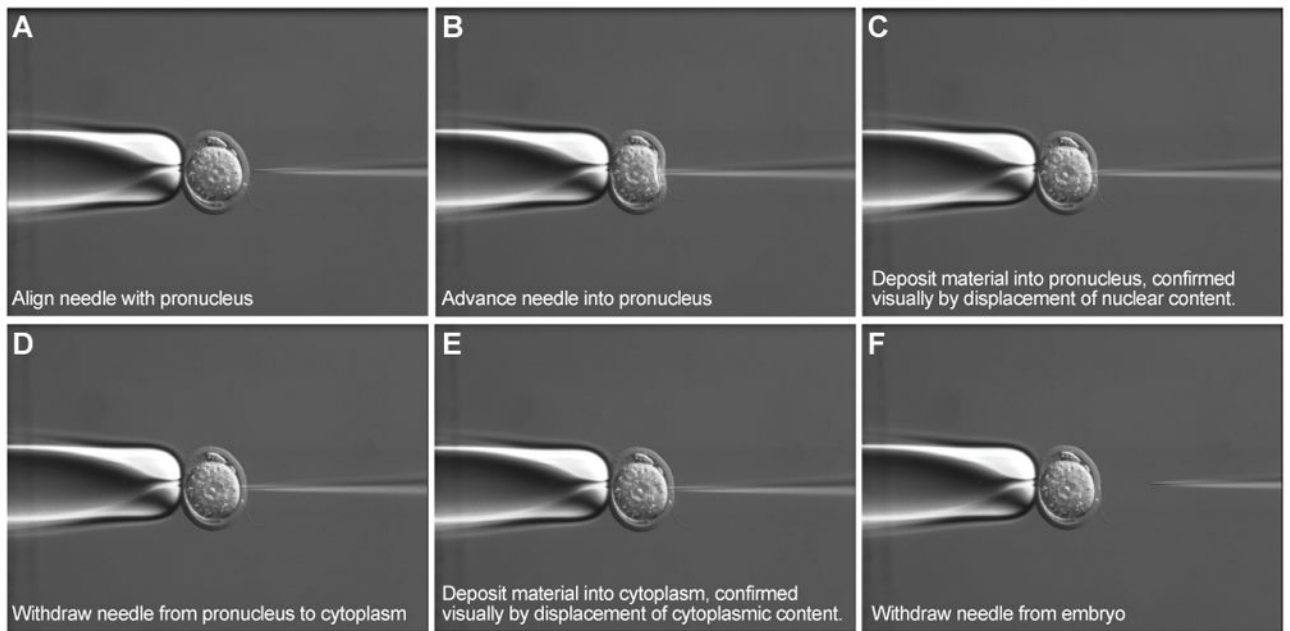 A
Align needle with pronucleus
B
Advance needle into pronucleus
C
Deposit material into pronucleus, confirmed
visually by displacement of nuclear content.
D
Withdraw needle from pronucleus to cytoplasm
E
Deposit material into cytoplasm, confirmed
visually by displacement of cytoplasmic content.
F
Withdraw needle from embryo